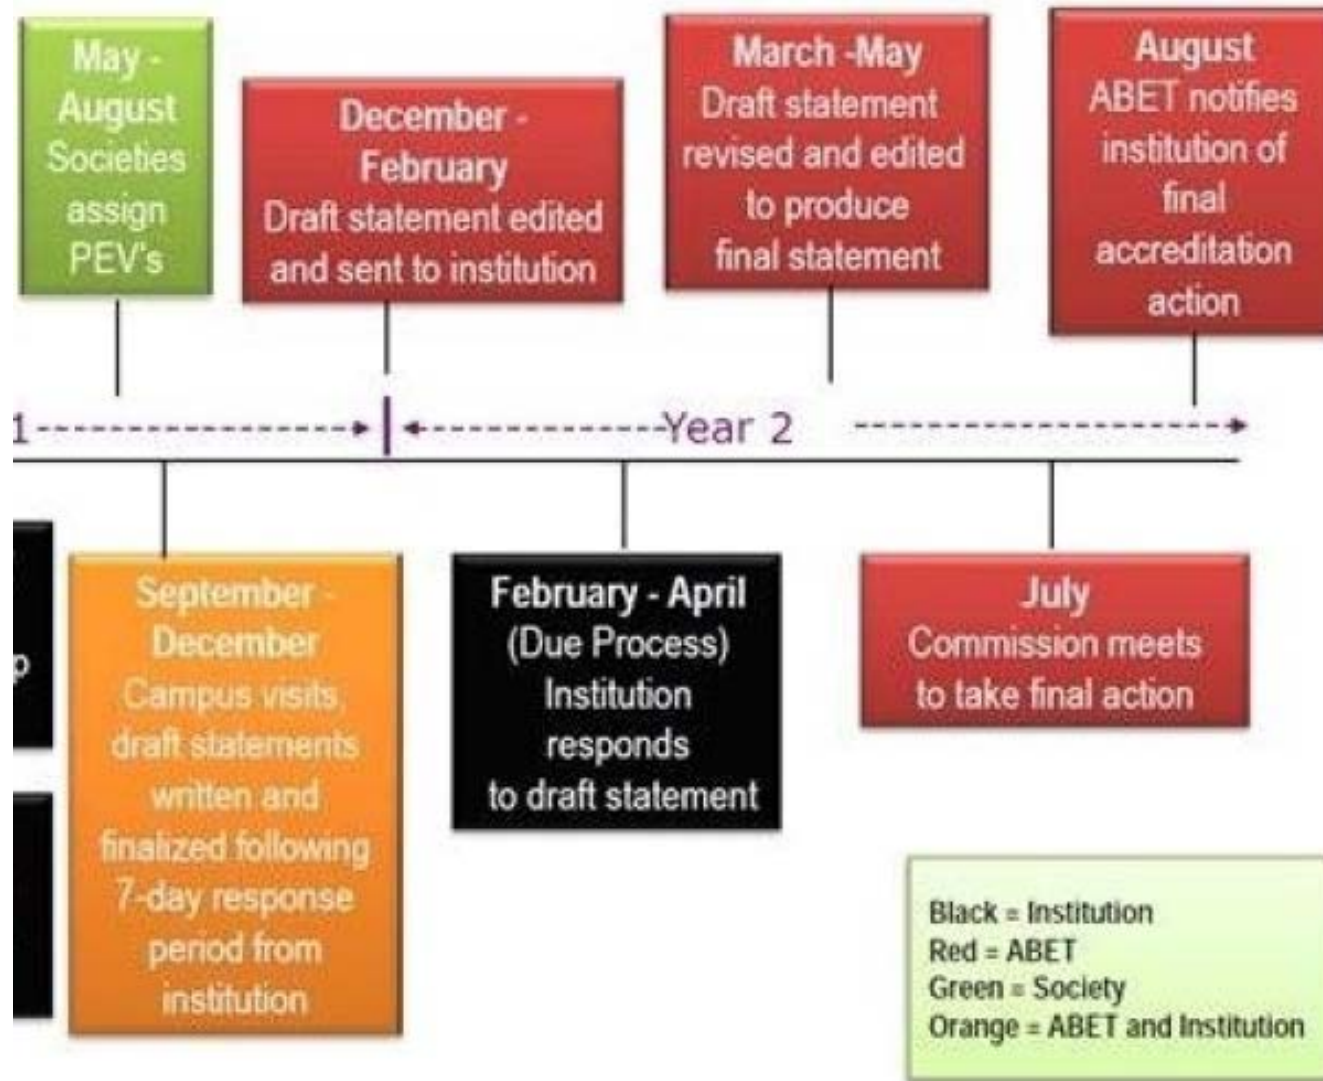 May -
August
Societies
assign
PEV's
December -
February
Draft statement edited
and sent to institution
March -May
Draft statement
revised and edited
to produce
final statement
August
ABET notifies
institution of
final
accreditation
action
1
Year 2
p
September -
December
Campus visits,
draft statements
written and
finalized following
7-day response
period from
institution
February - April
(Due Process)
Institution
responds
to draft statement
July
Commission meets
to take final action
Black = Institution
Red = ABET
Green = Society
Orange = ABET and Institution